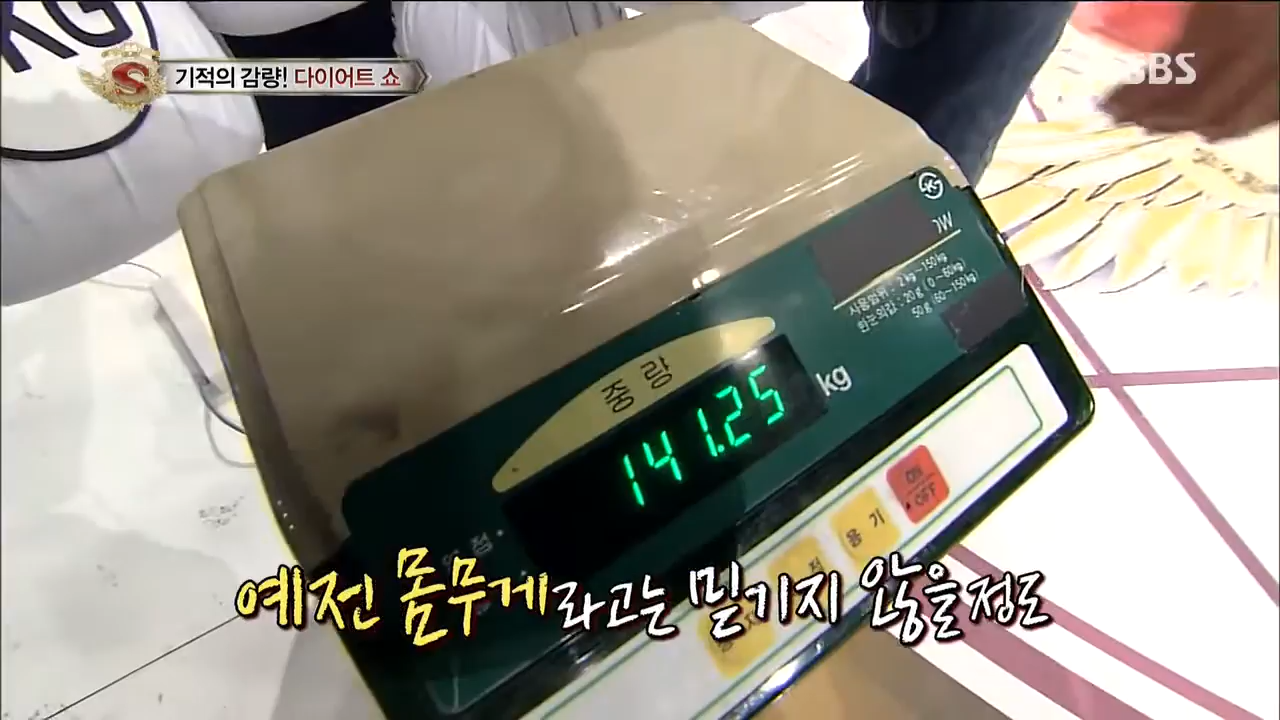 KG
S
기적의 감량! 다이어트 쇼
SBS
K
W
사용범위 : 2kg~150kg
한눈의값 : 20g (0~60kg)
50g (60~150kg)
중 량
141.25
kg
ON
OFF
용 기
점
예전 몸무게라고는 믿기지 않을정도